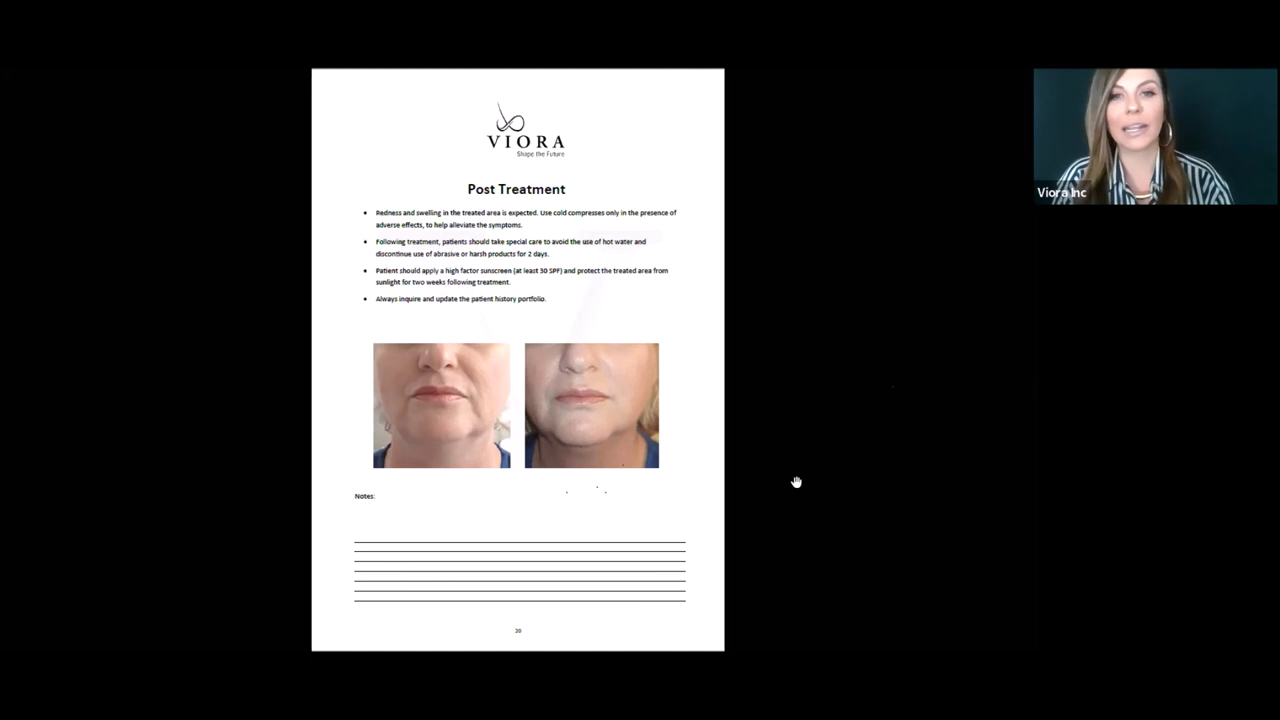 VIORA
Shape the Future
Post Treatment
• Redness and swelling in the treated area is expected. Use cold compresses only in the presence of
adverse effects, to help alleviate the symptoms.
• Following treatment, patients should take special care to avoid the use of hot water and
discontinue use of abrasive or harsh products for 2 days.
• Patient should apply a high factor sunscreen (at least 30 SPF) and protect the treated area from
sunlight for two weeks following treatment.
• Always inquire and update the patient history portfolio.
Notes:
20
Viora Inc